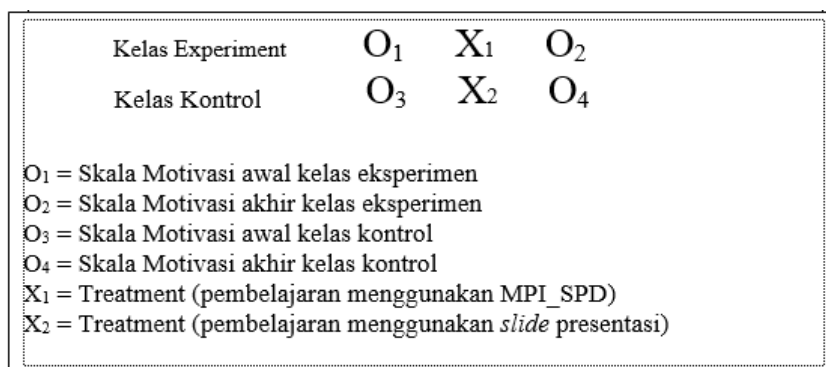 Kelas Experiment O₁ X₁ O₂
Kelas Kontrol O₃ X₂ O₄
O₁ = Skala Motivasi awal kelas eksperimen
O₂ = Skala Motivasi akhir kelas eksperimen
O₃ = Skala Motivasi awal kelas kontrol
O₄ = Skala Motivasi akhir kelas kontrol
X₁ = Treatment (pembelajaran menggunakan MPI_SPD)
X₂ = Treatment (pembelajaran menggunakan slide presentasi)